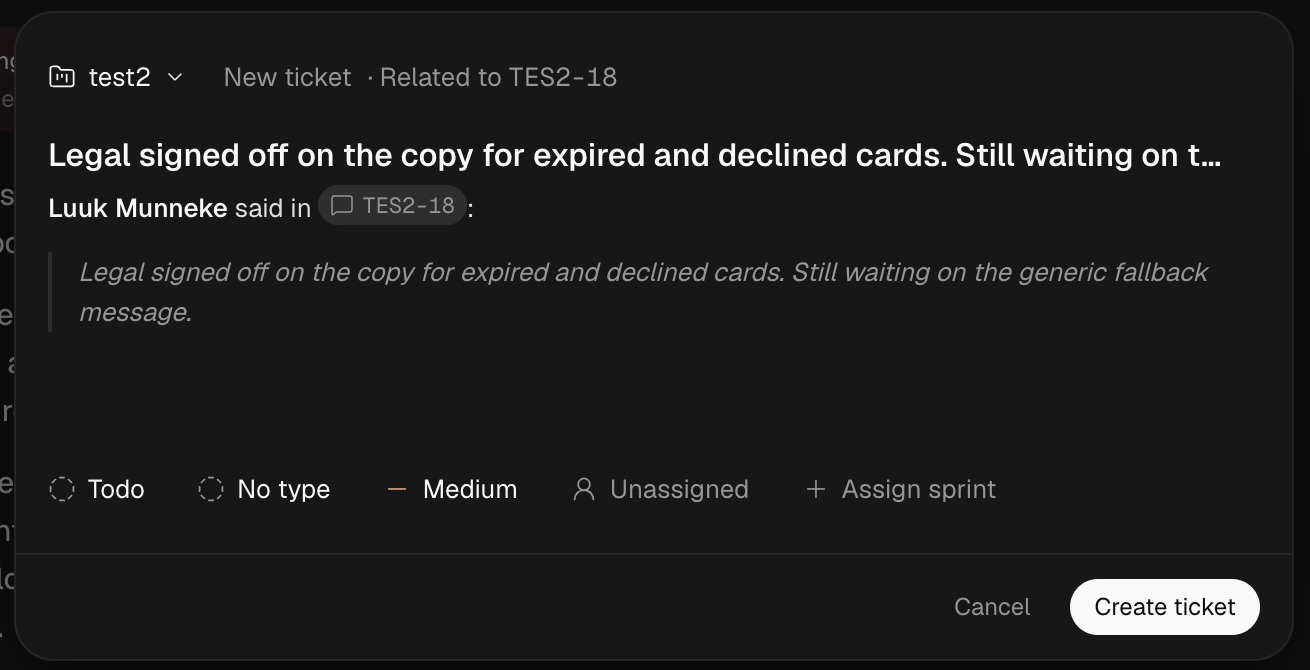 test2 New ticket · Related to TES2-18
Legal signed off on the copy for expired and declined cards. Still waiting on t...
Luuk Munneke said in TES2-18:
Legal signed off on the copy for expired and declined cards. Still waiting on the generic fallback
message.
Todo No type Medium Unassigned Assign sprint
Cancel Create ticket